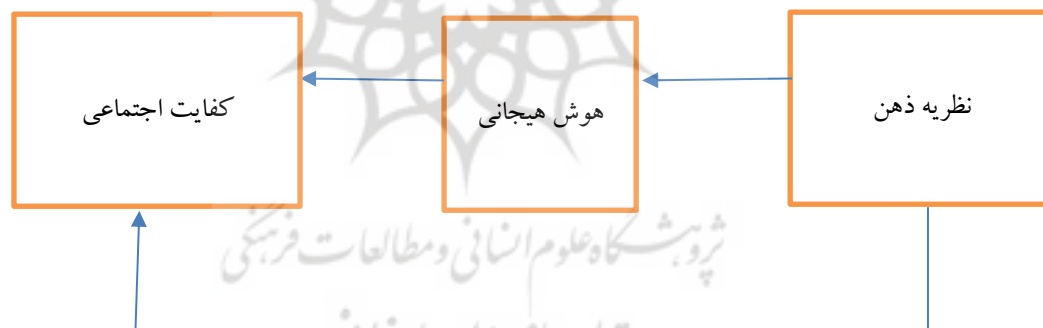 نظریه ذهن
هوش هیجانی
کفایت اجتماعی
پژوهشگاه علوم انسانی و مطالعات فرهنگی